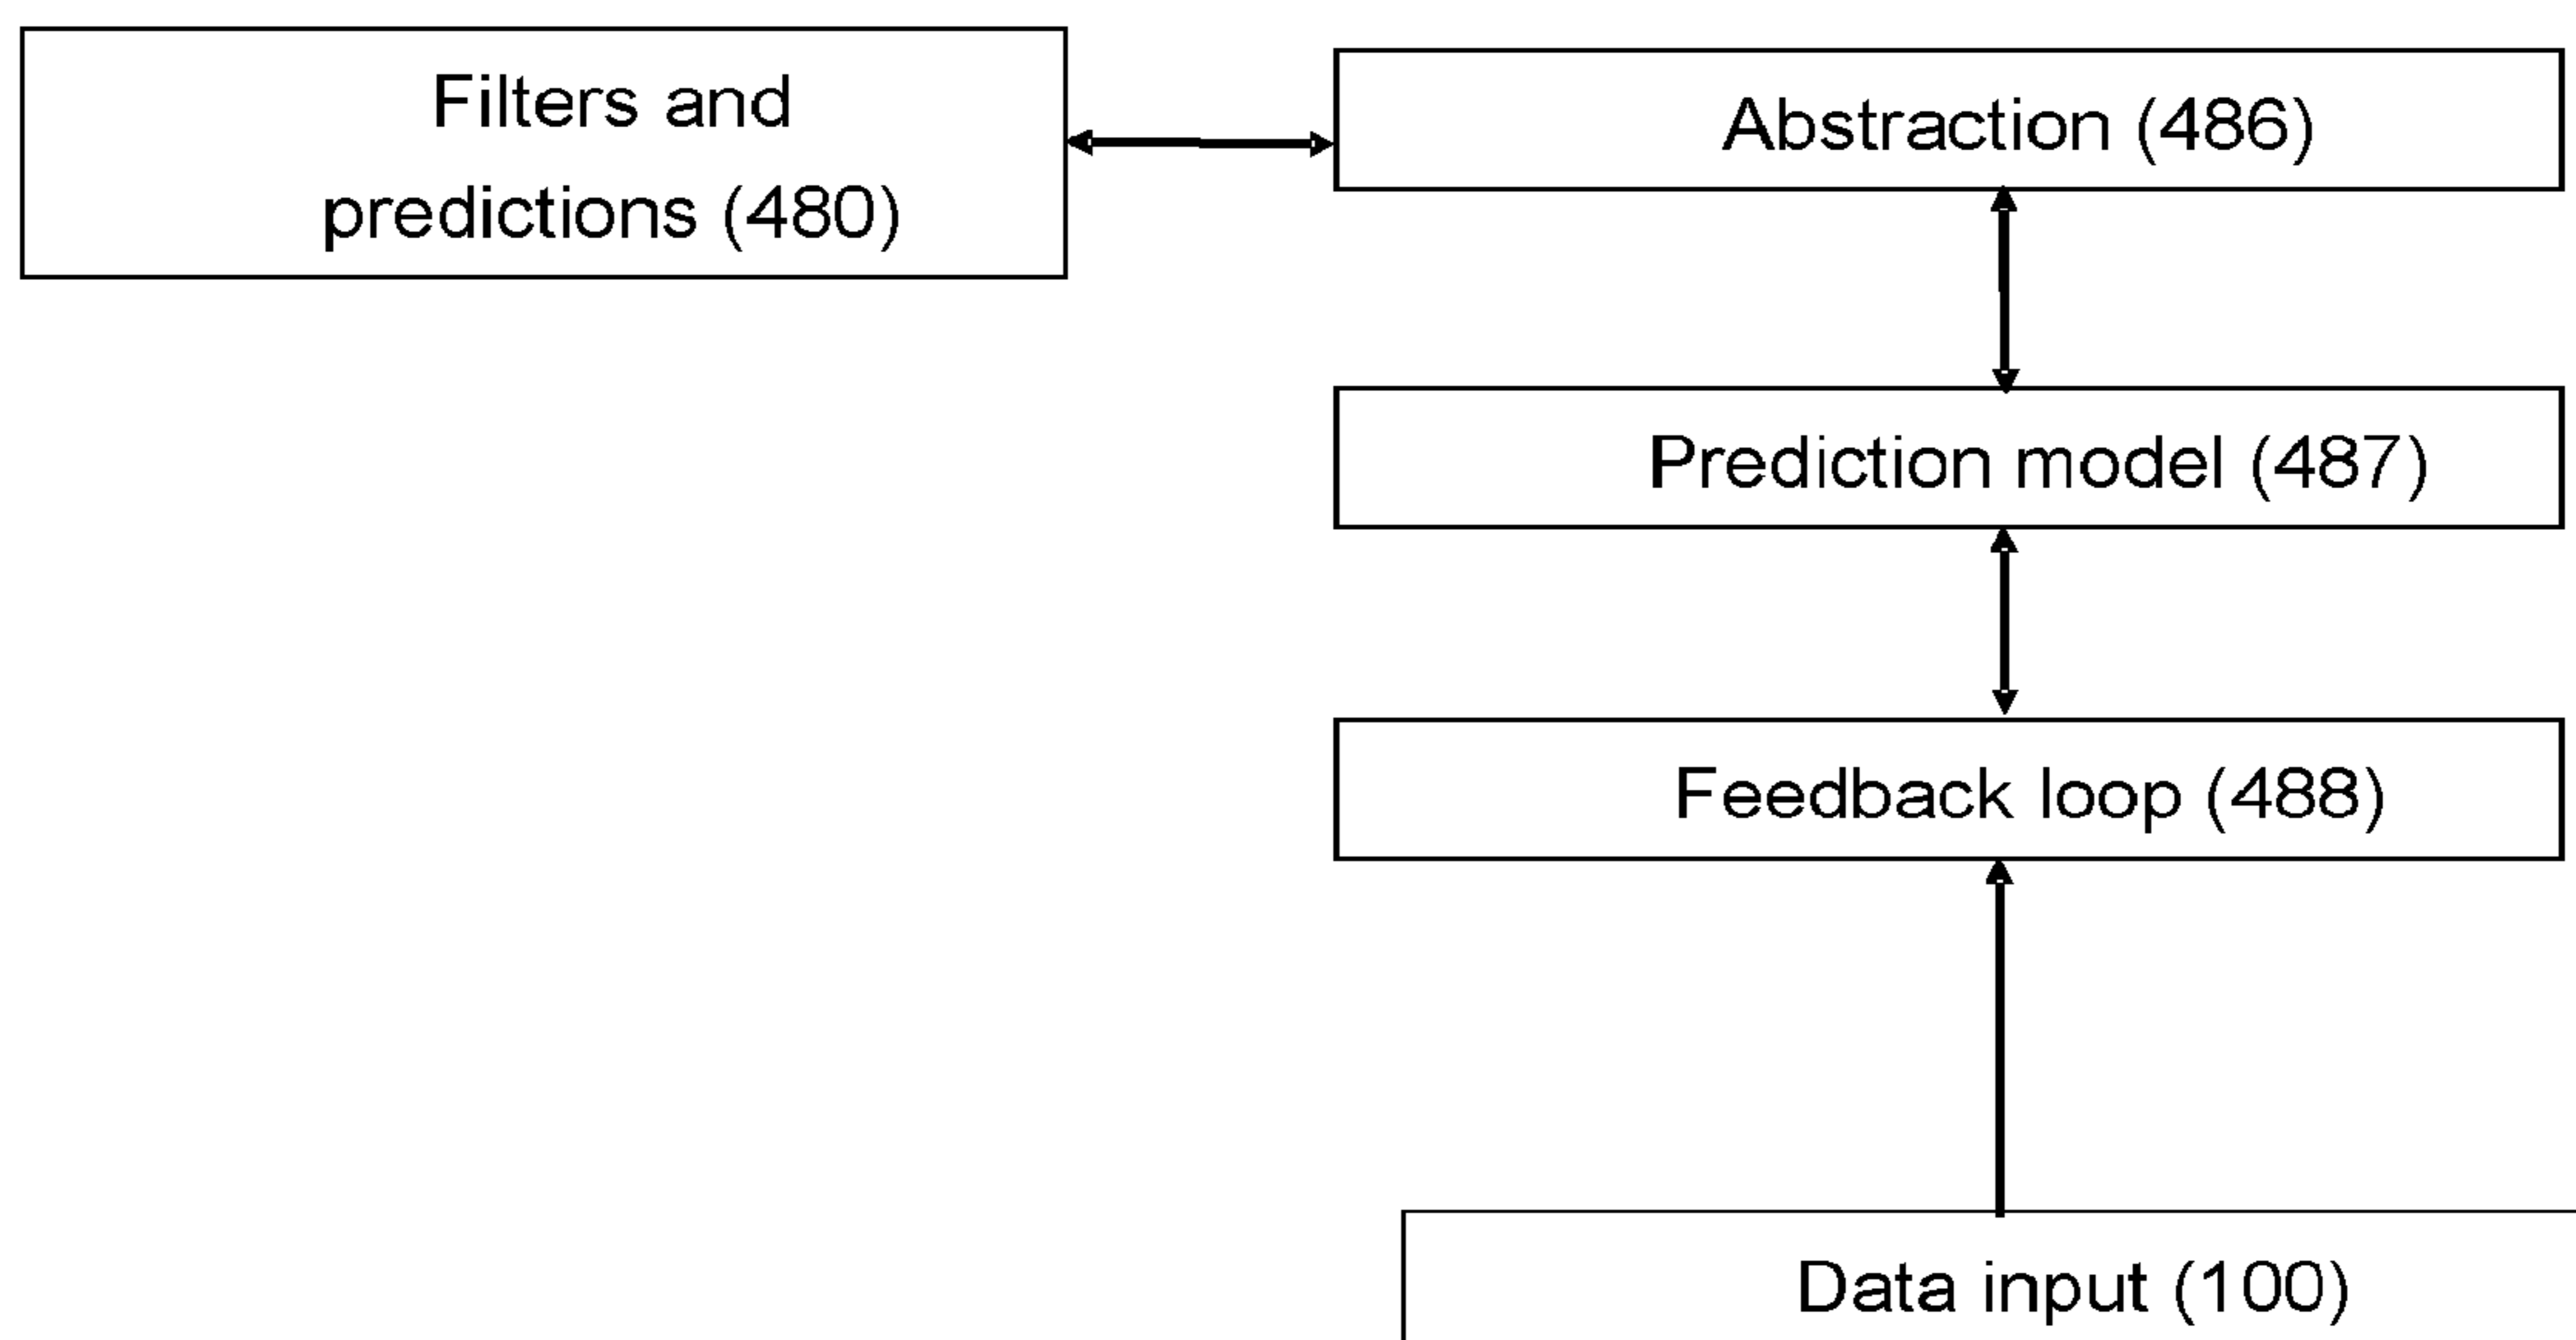 Filters and
predictions (480)
Abstraction (486)
Prediction model (487)
Feedback loop (488)
Data input (100)